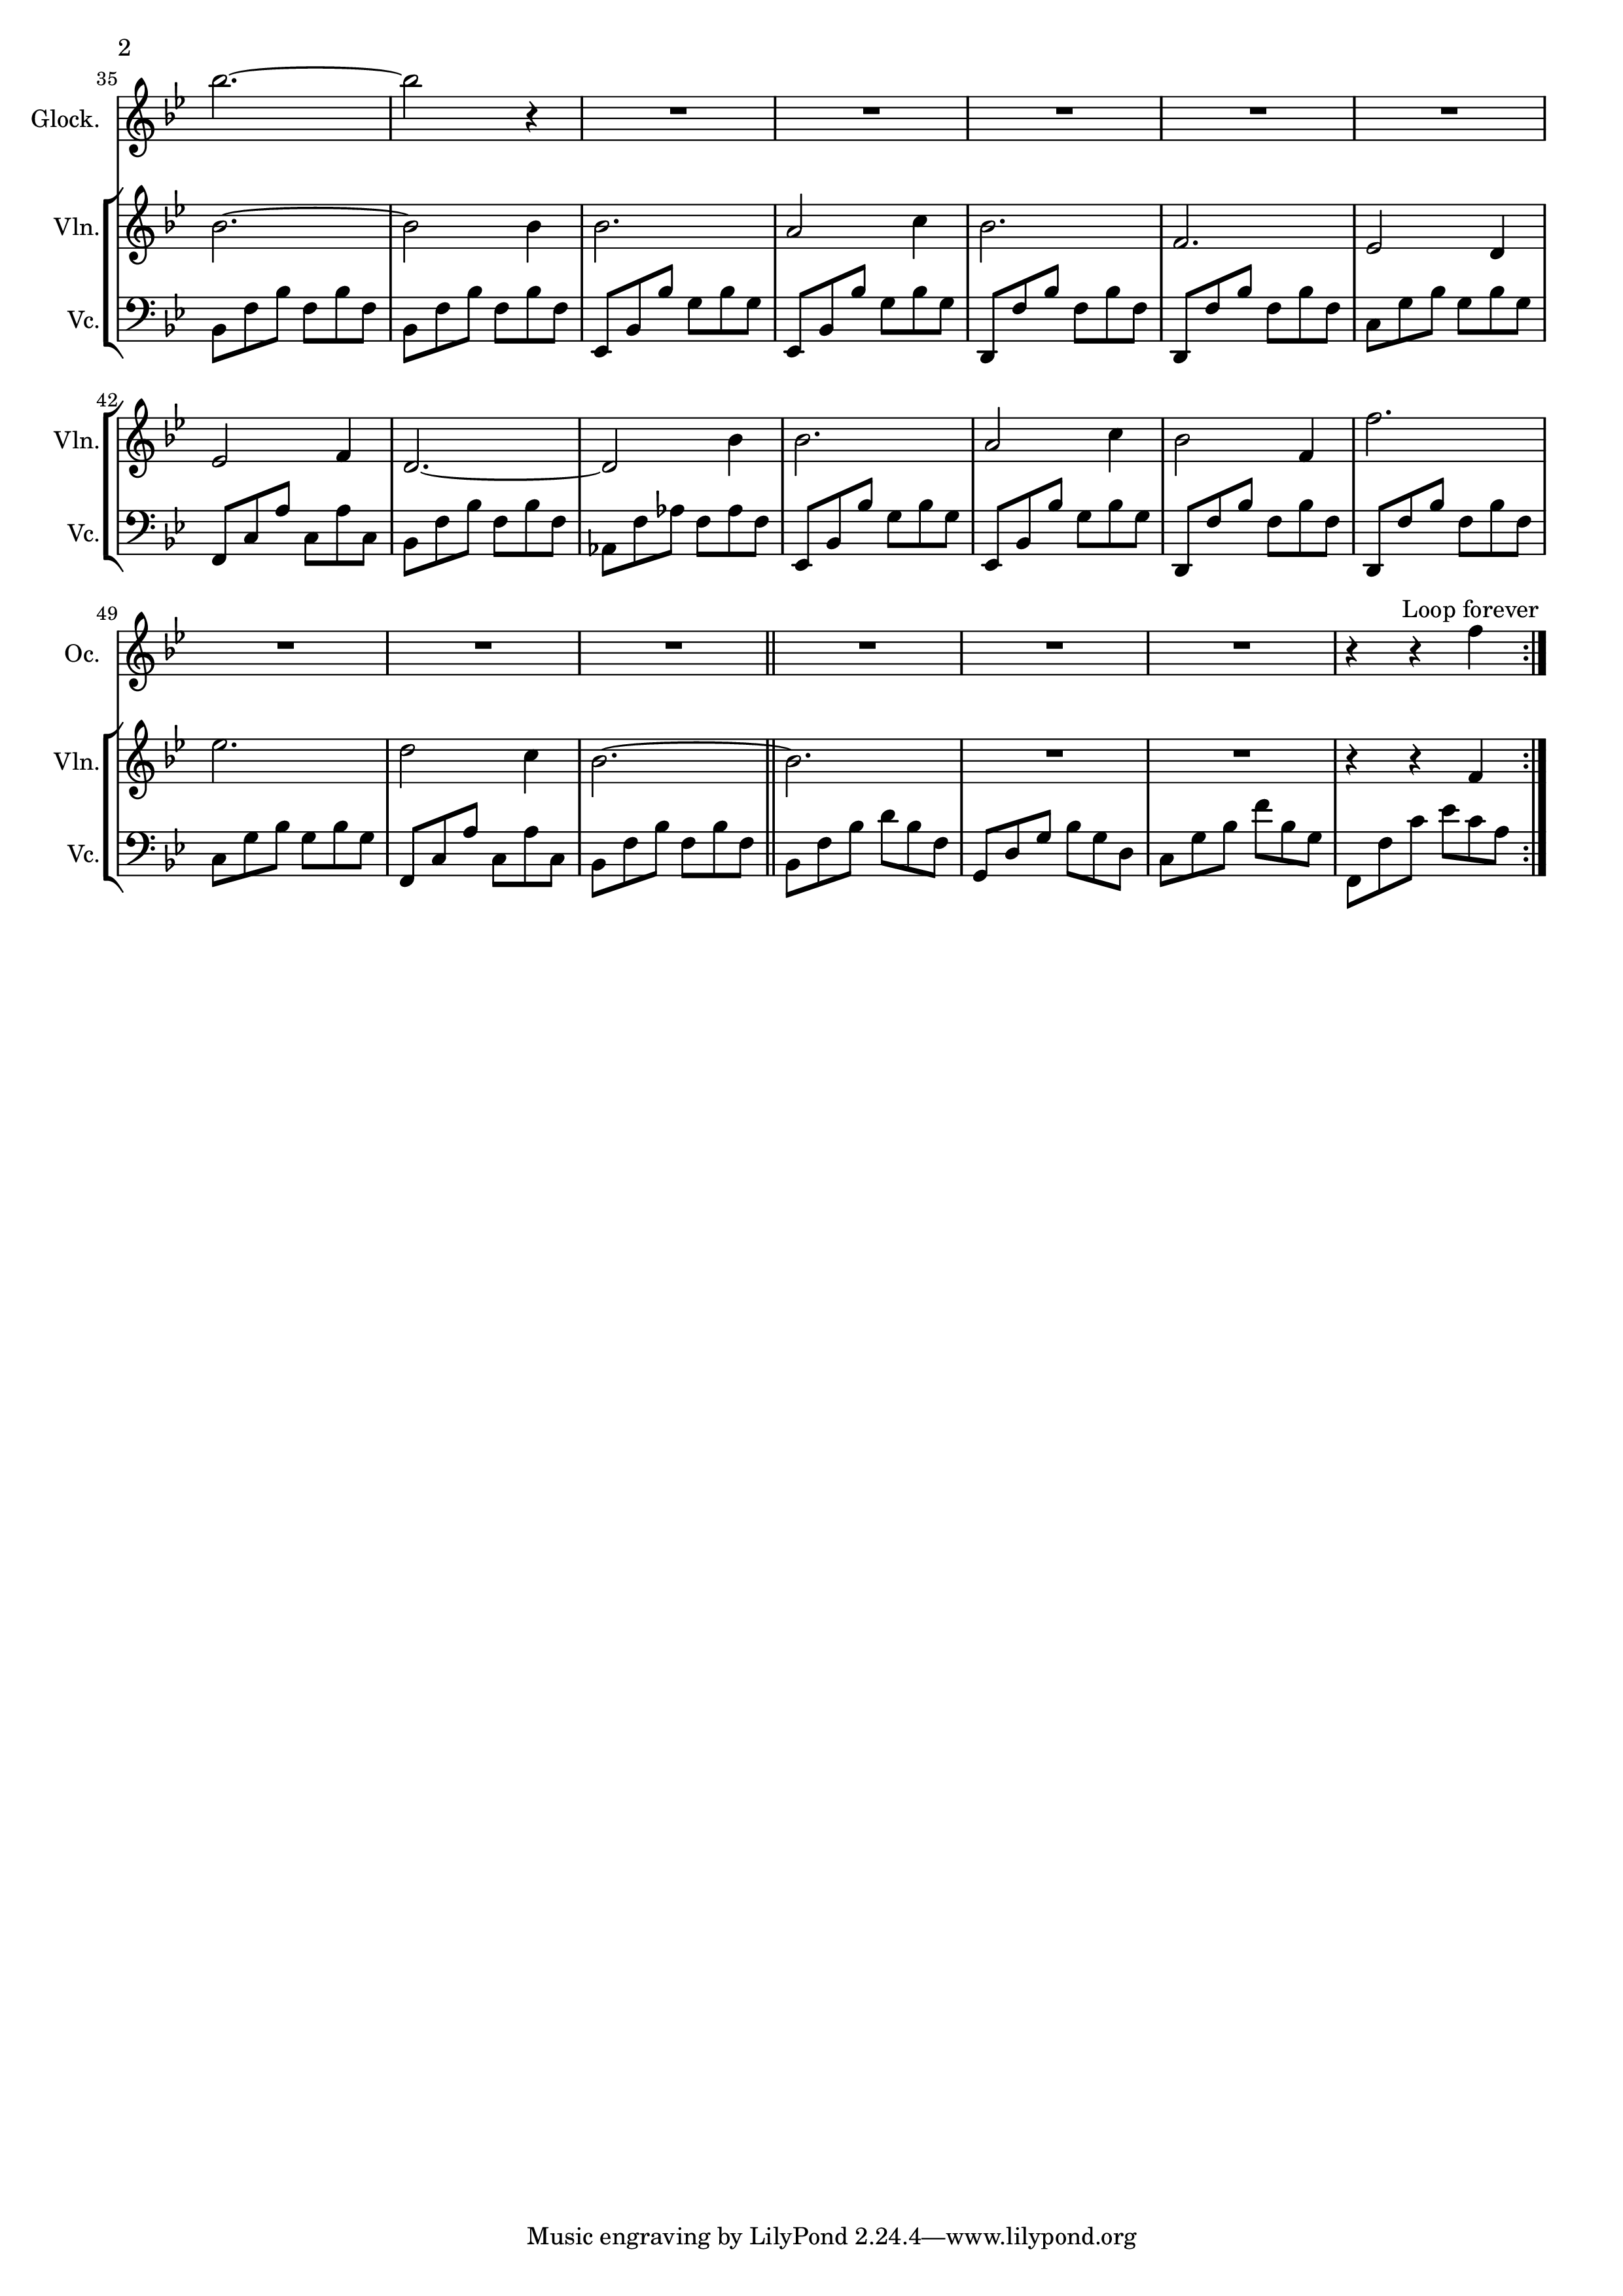 2
35
Glock.
Vln.
Vc.
42
Vln.
Vc.
Loop forever
49
Oc.
Vln.
Vc.
Music engraving by LilyPond 2.24.4—www.lilypond.org